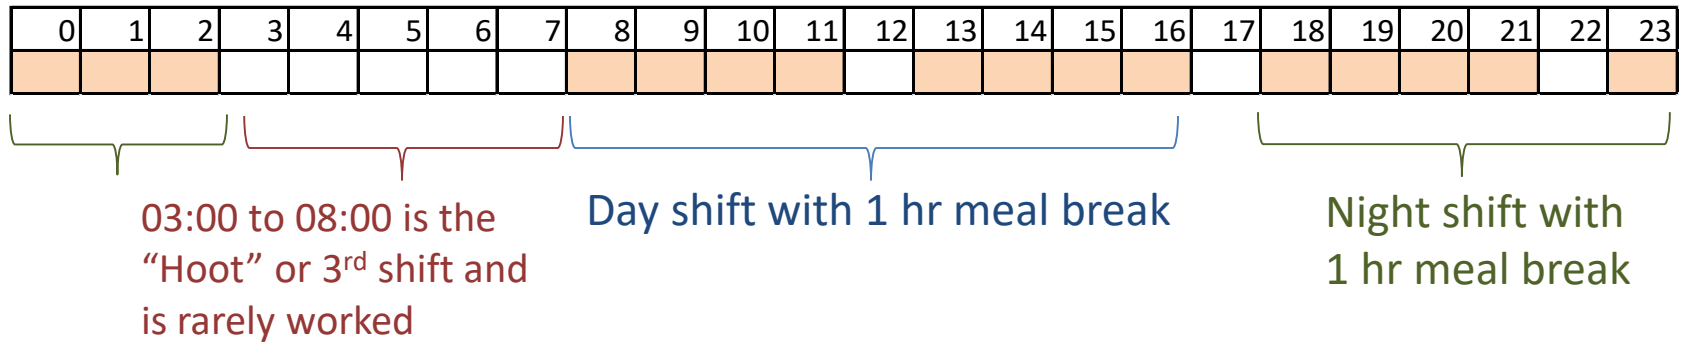 0 1 2 3 4 5 6 7 8 9 10 11 12 13 14 15 16 17 18 19 20 21 22 23
03:00 to 08:00 is the
“Hoot” or 3rd shift and
is rarely worked
Day shift with 1 hr meal break
Night shift with
1 hr meal break